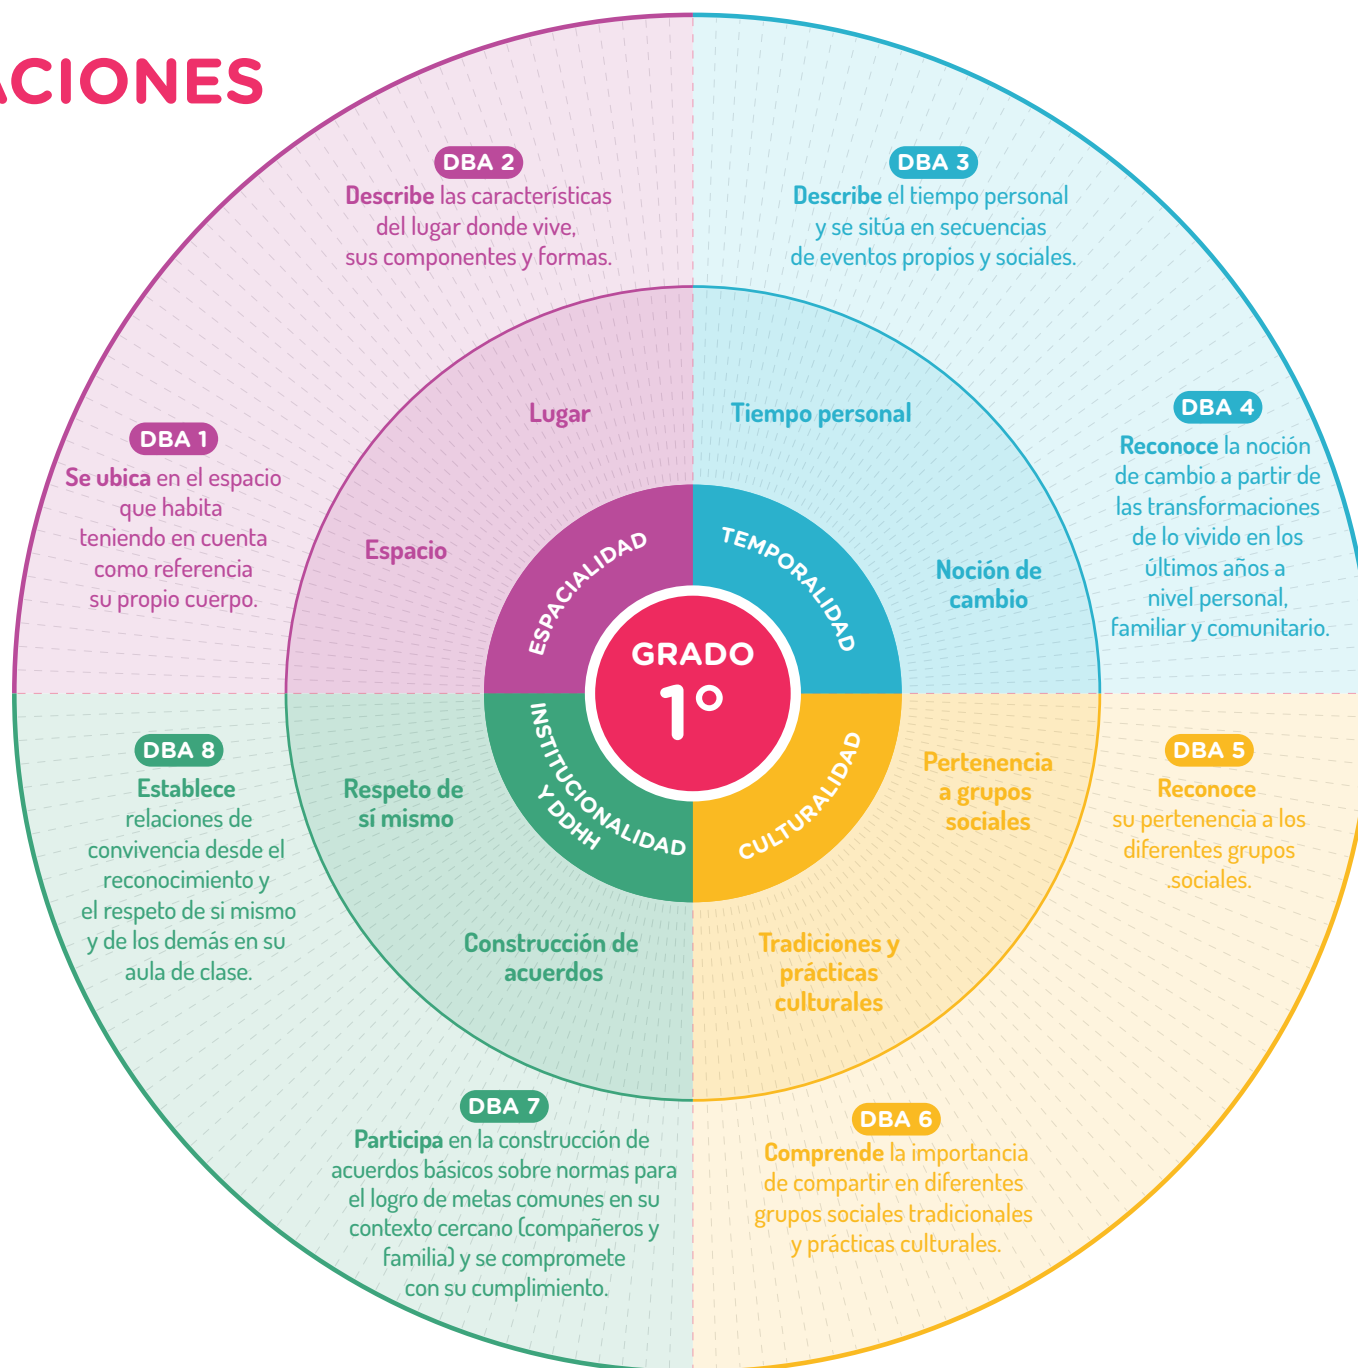 ACIONES
DBA 2
Describe las características
del lugar donde vive,
sus componentes y formas.
DBA 3
Describe el tiempo personal
y se sitúa en secuencias
de eventos propios y sociales.
DBA 1
Se ubica en el espacio
que habita
teniendo en cuenta
como referencia
su propio cuerpo.
Lugar
Espacio
Tiempo personal
Noción de
cambio
DBA 4
Reconoce la noción
de cambio a partir de
las transformaciones
de lo vivido en los
últimos años a
nivel personal,
familiar y comunitario.
ESPACIALIDAD
TEMPORALIDAD
GRADO
1°
INSTITUCIONALIDAD
Y DDHH
CULTURALIDAD
DBA 8
Establece
relaciones de
convivencia desde el
reconocimiento y
el respeto de si mismo
y de los demás en su
aula de clase.
Respeto de
sí mismo
Construcción de
acuerdos
Pertenencia
a grupos
sociales
Tradiciones y
prácticas
culturales
DBA 5
Reconoce
su pertenencia a los
diferentes grupos
.sociales.
DBA 7
Participa en la construcción de
acuerdos básicos sobre normas para
el logro de metas comunes en su
contexto cercano (compañeros y
familia) y se compromete
con su cumplimiento.
DBA 6
Comprende la importancia
de compartir en diferentes
grupos sociales tradicionales
y prácticas culturales.